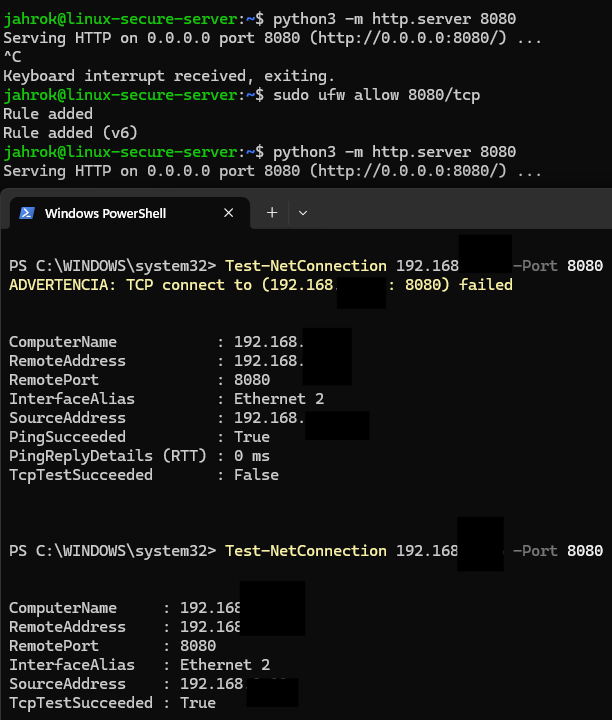 jahrok@linux-secure-server:~$ python3 -m http.server 8080
Serving HTTP on 0.0.0.0 port 8080 (http://0.0.0.0:8080/) ...
^C
Keyboard interrupt received, exiting.
jahrok@linux-secure-server:~$ sudo ufw allow 8080/tcp
Rule added
Rule added (v6)
jahrok@linux-secure-server:~$ python3 -m http.server 8080
Serving HTTP on 0.0.0.0 port 8080 (http://0.0.0.0:8080/) ...
Windows PowerShell
PS C:\WINDOWS\system32> Test-NetConnection 192.168 -Port 8080
ADVERTENCIA: TCP connect to (192.168. : 8080) failed
ComputerName : 192.168.
RemoteAddress : 192.168.
RemotePort : 8080
InterfaceAlias : Ethernet 2
SourceAddress : 192.168.
PingSucceeded : True
PingReplyDetails (RTT) : 0 ms
TcpTestSucceeded : False
PS C:\WINDOWS\system32> Test-NetConnection 192.168 -Port 8080
ComputerName : 192.168
RemoteAddress : 192.168
RemotePort : 8080
InterfaceAlias : Ethernet 2
SourceAddress : 192.168
TcpTestSucceeded : True